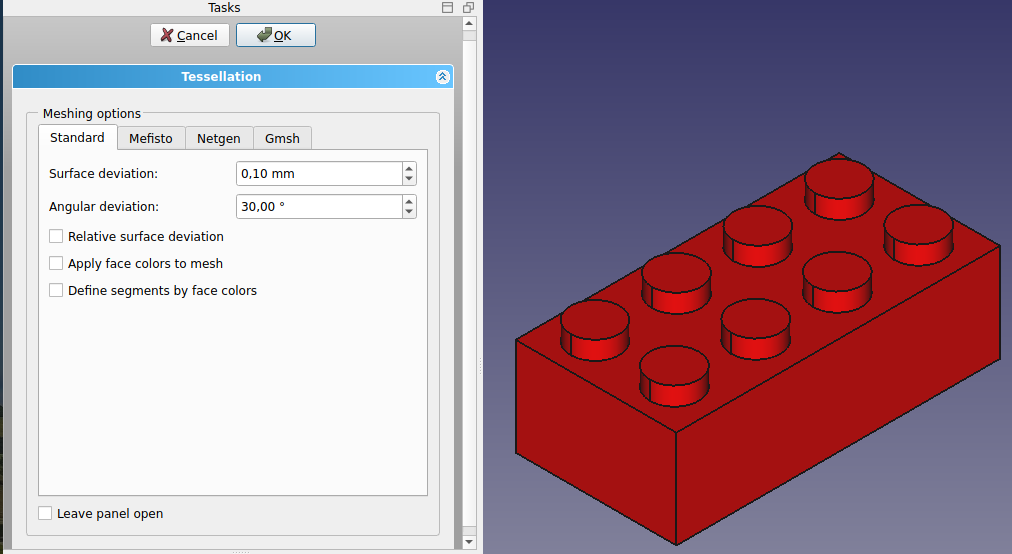 Tasks
Cancel
OK
Tessellation
Meshing options
Standard
Mefisto
Netgen
Gmsh
Surface deviation:
0,10 mm
Angular deviation:
30,00 °
Relative surface deviation
Apply face colors to mesh
Define segments by face colors
Leave panel open